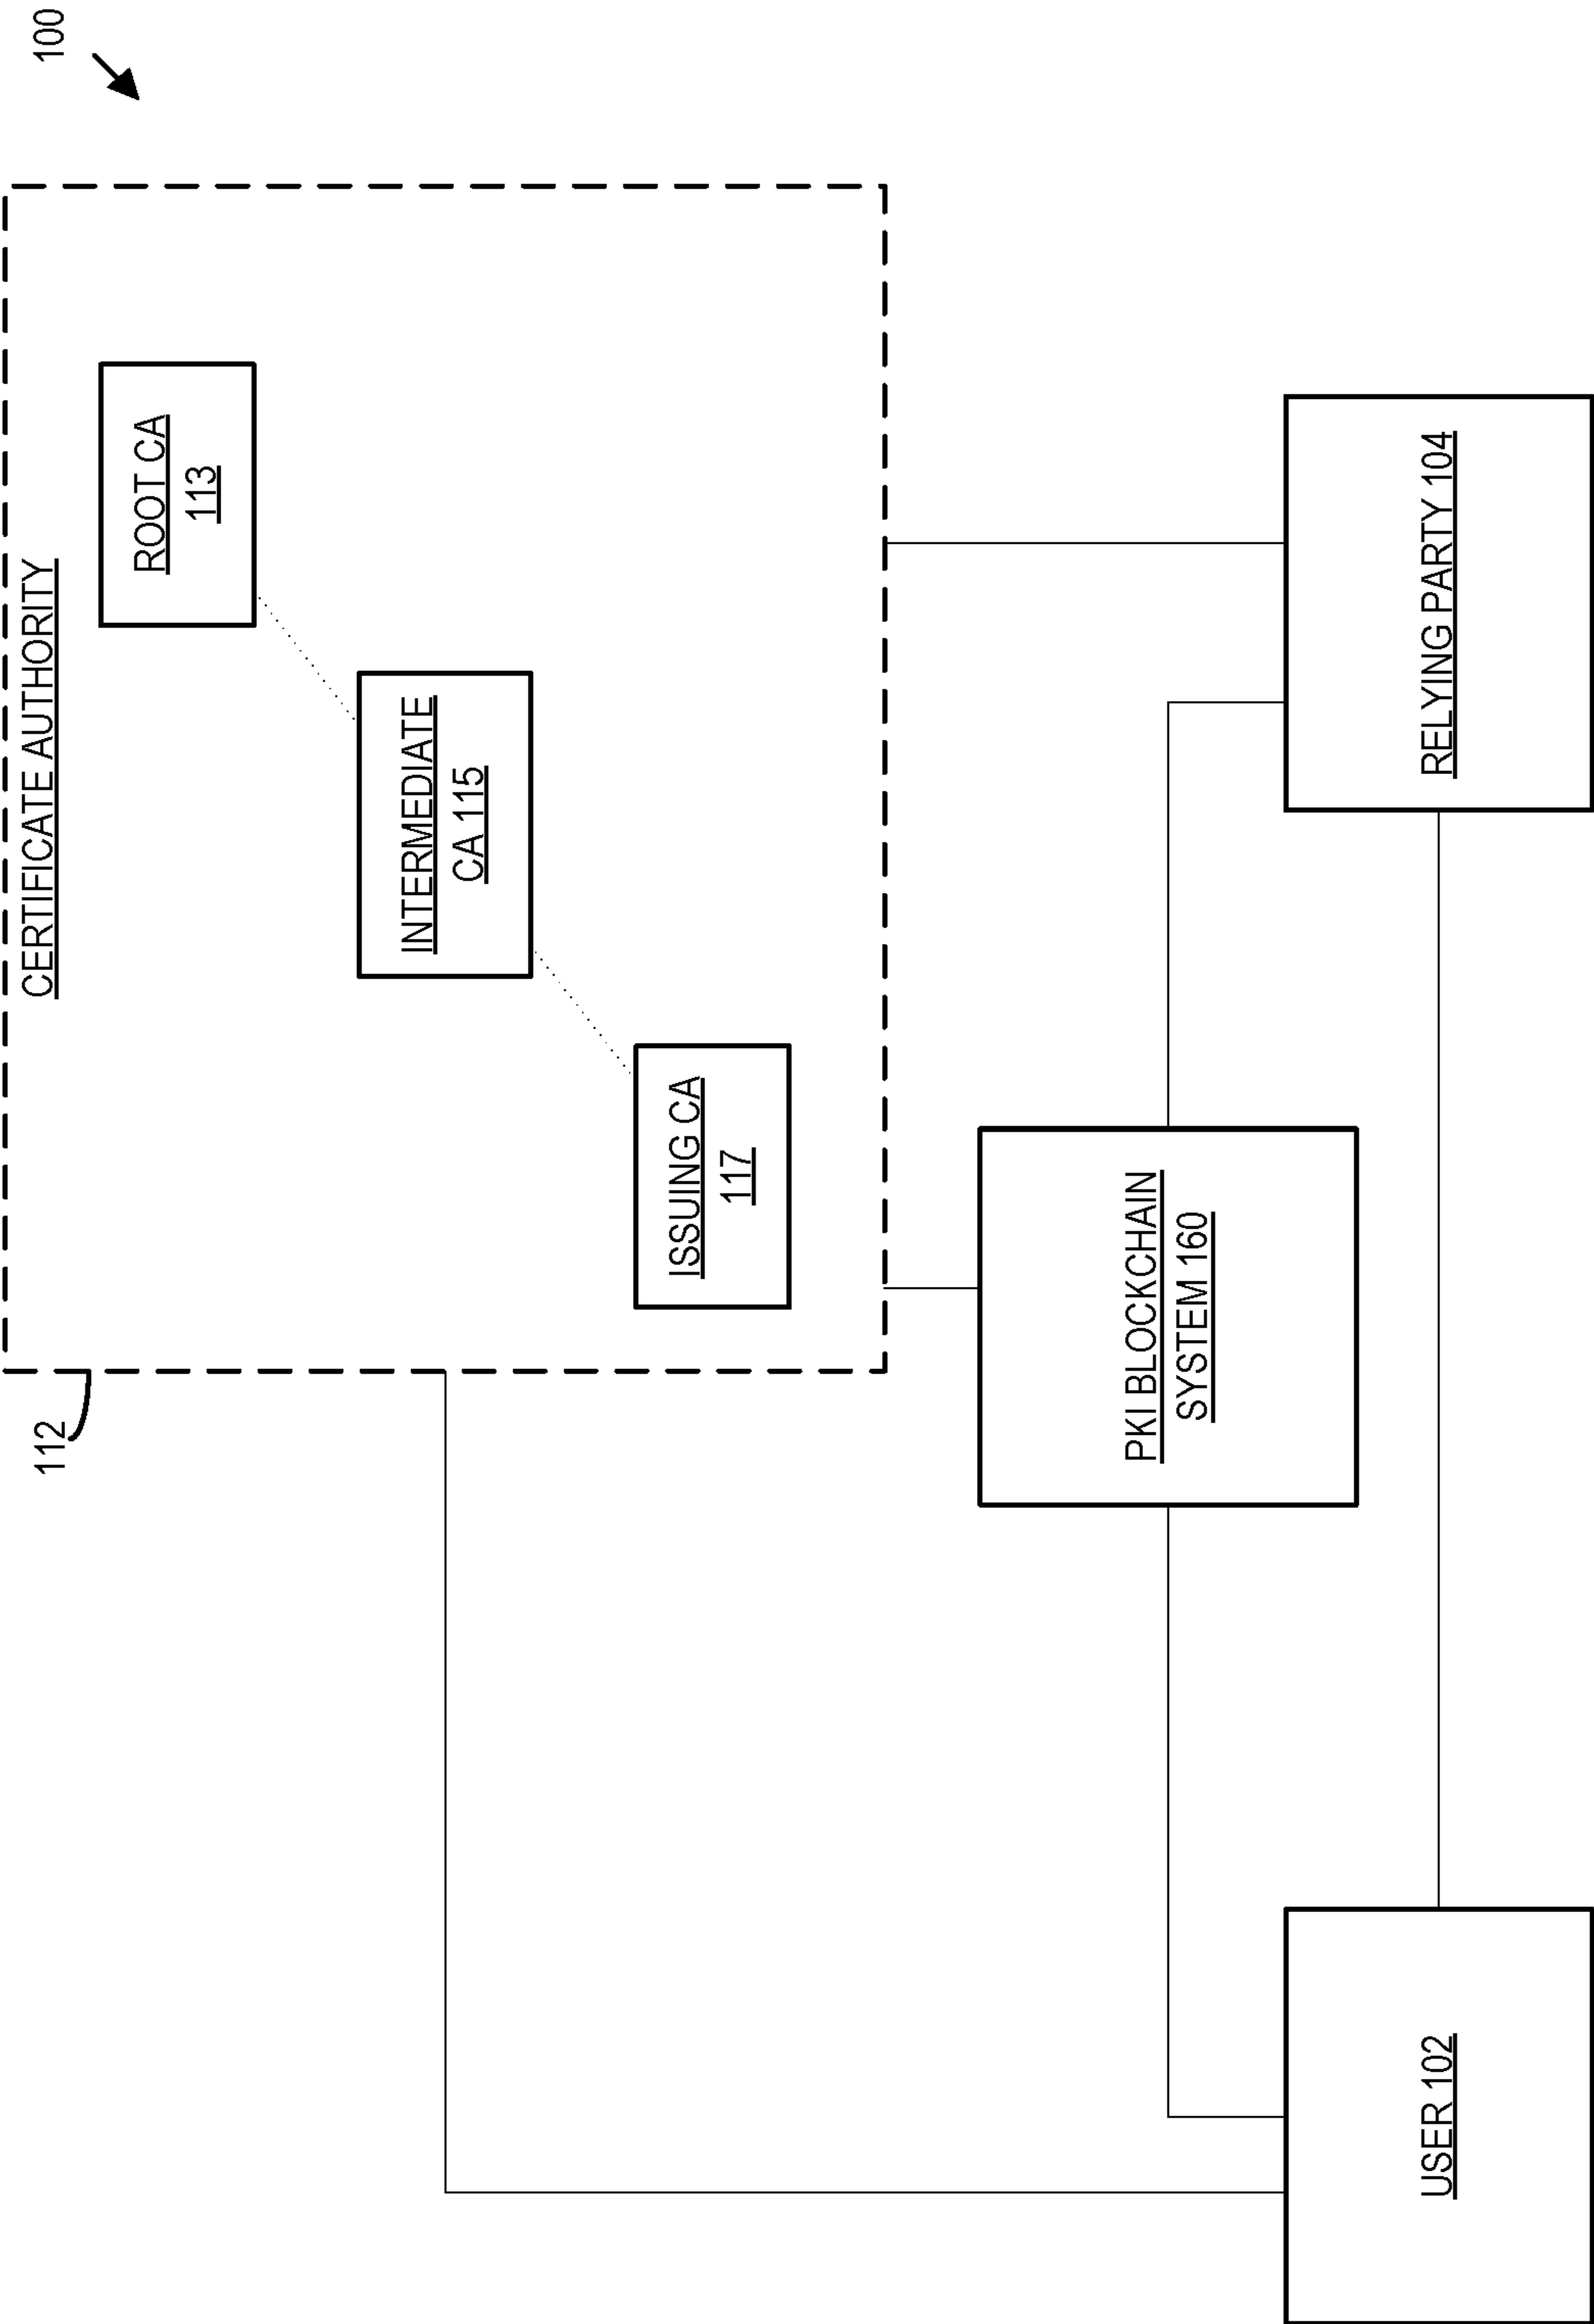 100
112
CERTIFICATE AUTHORITY
ROOT CA
113
INTERMEDIATE
CA 115
ISSUING CA
117
PKI BLOCKCHAIN
SYSTEM 160
USER 102
RELYING PARTY 104